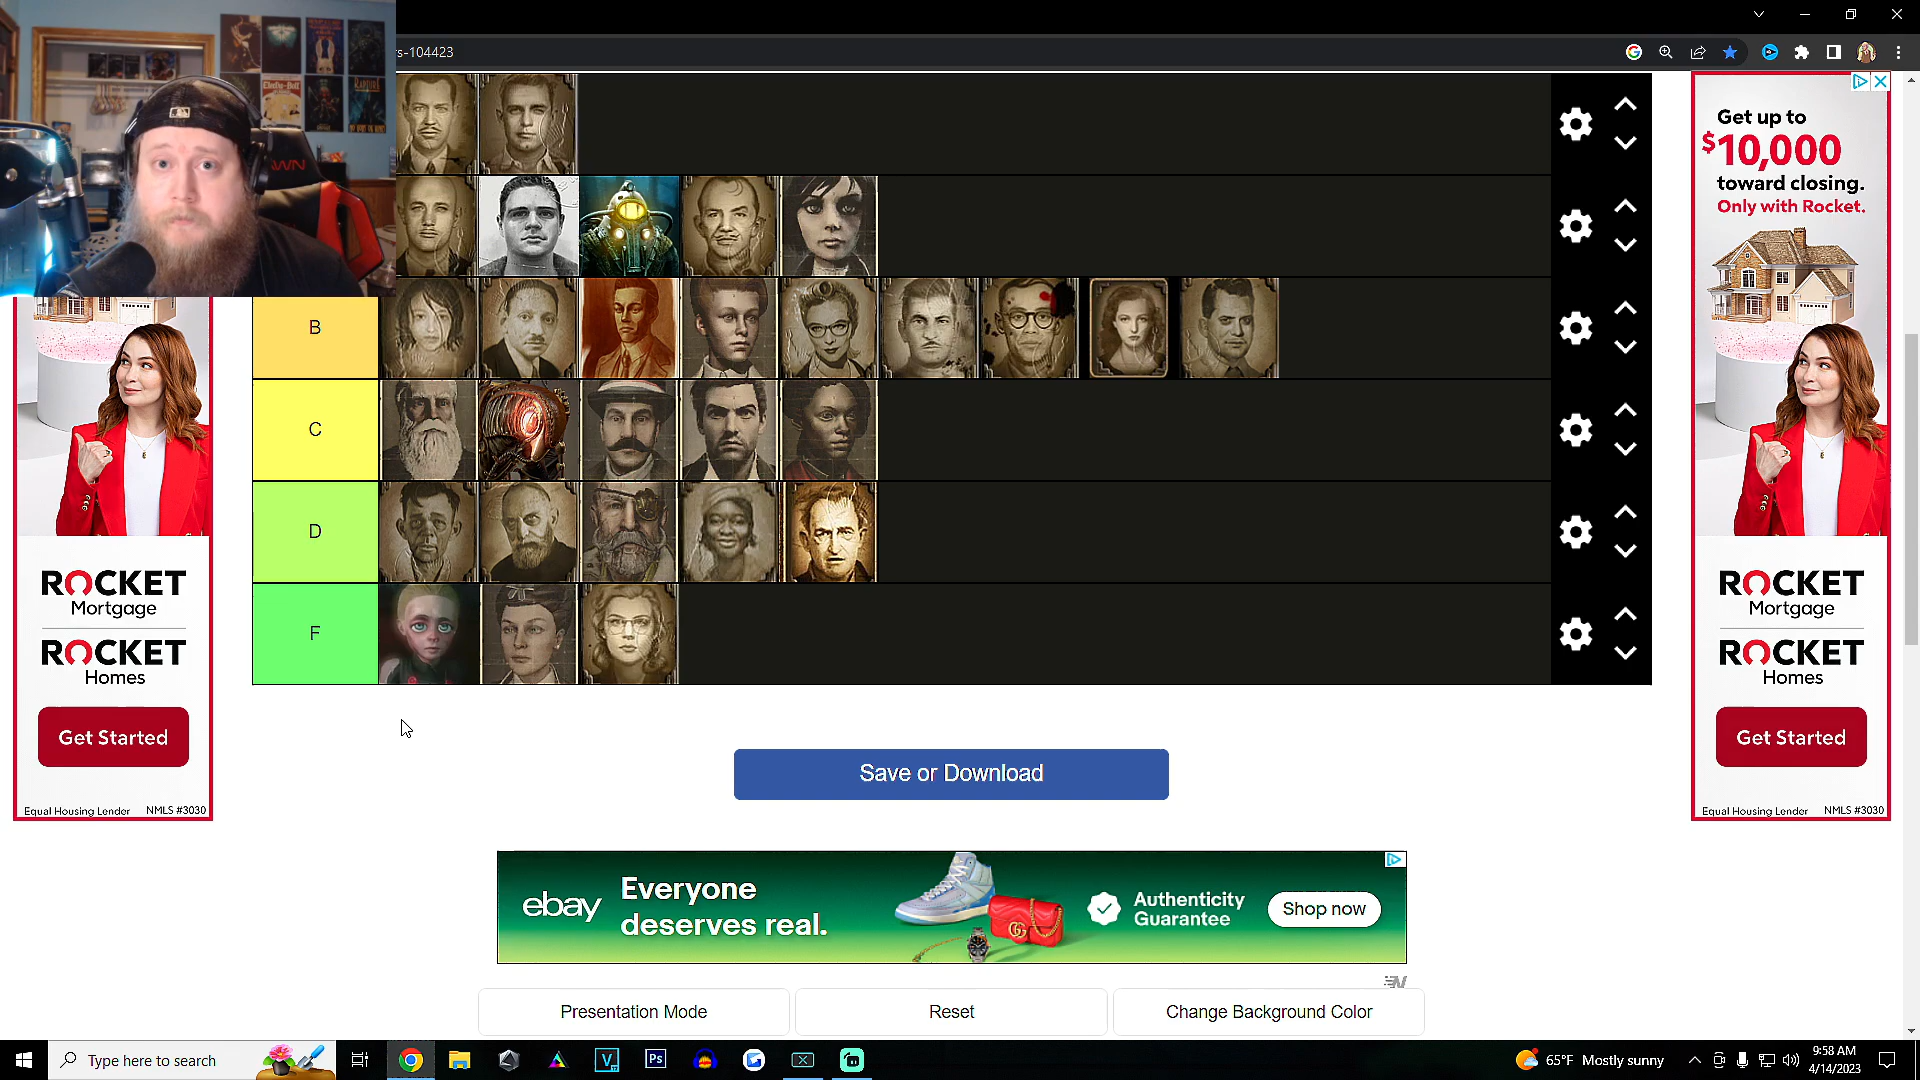 rs-104423
RAPTURE
B
C
D
F
Get up to
$10,000
toward closing.
Only with Rocket.
ROCKET
Mortgage
ROCKET
Homes
Get Started
Equal Housing Lender NMLS #3030
ROCKET
Mortgage
ROCKET
Homes
Get Started
Equal Housing Lender NMLS #3030
Save or Download
ebay
Everyone
deserves real.
Authenticity
Guarantee
Shop now
Presentation Mode
Reset
Change Background Color
Type here to search
65°F Mostly sunny
9:58 AM
4/14/2023